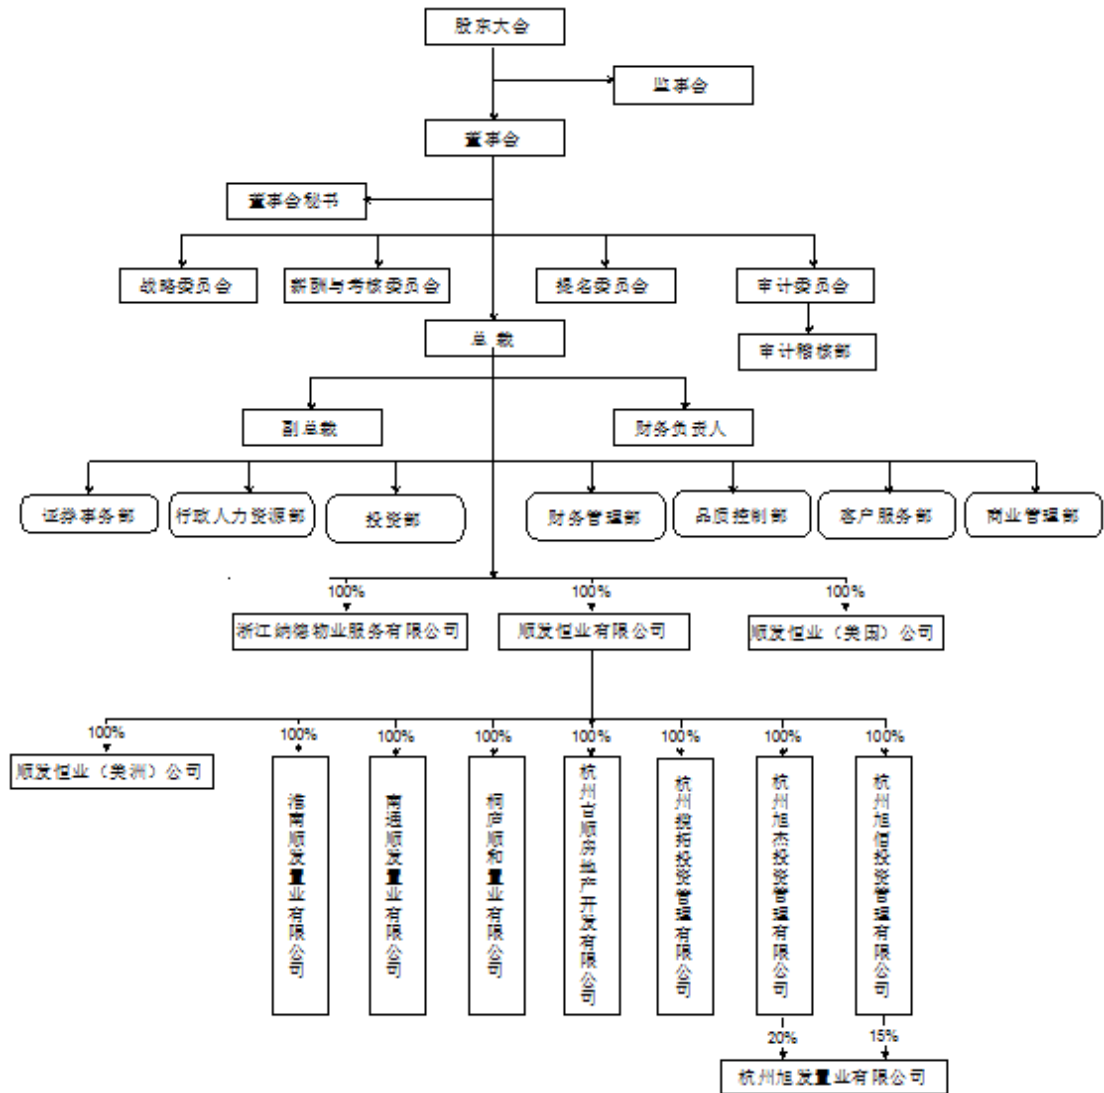 股东大会
监事会
董事会
董事会秘书
战略委员会
薪酬与考核委员会
提名委员会
审计委员会
总裁
审计稽核部
副总裁
财务负责人
证券事务部
行政人力资源部
投资部
财务管理部
品质控制部
客户服务部
商业管理部
100%
100%
100%
浙江纳德物业服务有限公司
顺发恒业有限公司
顺发恒业（美国）公司
100%
100%
100%
100%
100%
100%
100%
100%
顺发恒业（美洲）公司
淮南顺发置业有限公司
南通顺发置业有限公司
桐庐顺和置业有限公司
杭州吉顺房地产开发有限公司
杭州揽拓投资管理有限公司
杭州旭杰投资管理有限公司
杭州旭恒投资管理有限公司
20%
15%
杭州旭发置业有限公司